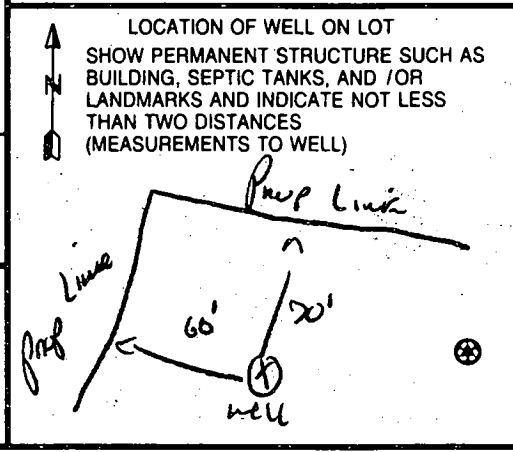 LOCATION OF WELL ON LOT
SHOW PERMANENT STRUCTURE SUCH AS
BUILDING, SEPTIC TANKS, AND /OR
LANDMARKS AND INDICATE NOT LESS
THAN TWO DISTANCES
(MEASUREMENTS TO WELL)
N
Prop Line
Prop Line
60'
70'
well